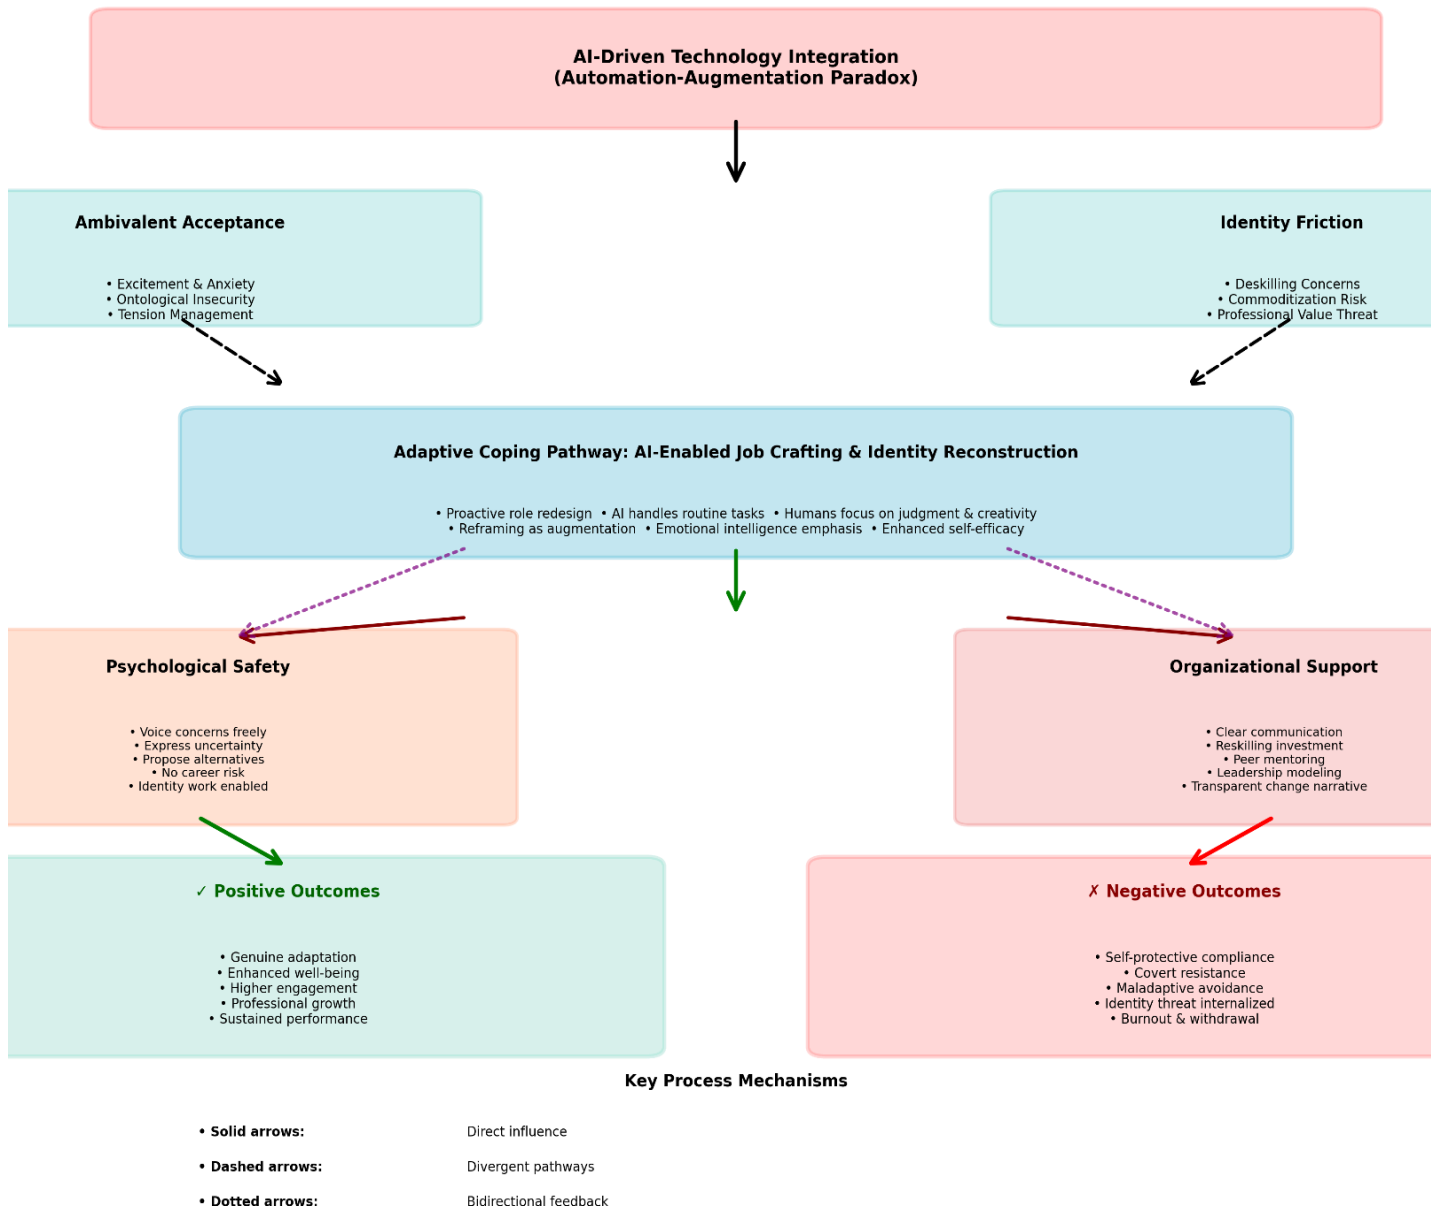 AI-Driven Technology Integration
(Automation-Augmentation Paradox)
Ambivalent Acceptance
• Excitement & Anxiety
• Ontological Insecurity
• Tension Management
Identity Friction
• Deskilling Concerns
• Commoditization Risk
• Professional Value Threat
Adaptive Coping Pathway: AI-Enabled Job Crafting & Identity Reconstruction
• Proactive role redesign • AI handles routine tasks • Humans focus on judgment & creativity
• Reframing as augmentation • Emotional intelligence emphasis • Enhanced self-efficacy
Psychological Safety
• Voice concerns freely
• Express uncertainty
• Propose alternatives
• No career risk
• Identity work enabled
Organizational Support
• Clear communication
• Reskilling investment
• Peer mentoring
• Leadership modeling
• Transparent change narrative
✓ Positive Outcomes
• Genuine adaptation
• Enhanced well-being
• Higher engagement
• Professional growth
• Sustained performance
✗ Negative Outcomes
• Self-protective compliance
• Covert resistance
• Maladaptive avoidance
• Identity threat internalized
• Burnout & withdrawal
Key Process Mechanisms
• Solid arrows: Direct influence
• Dashed arrows: Divergent pathways
• Dotted arrows: Bidirectional feedback